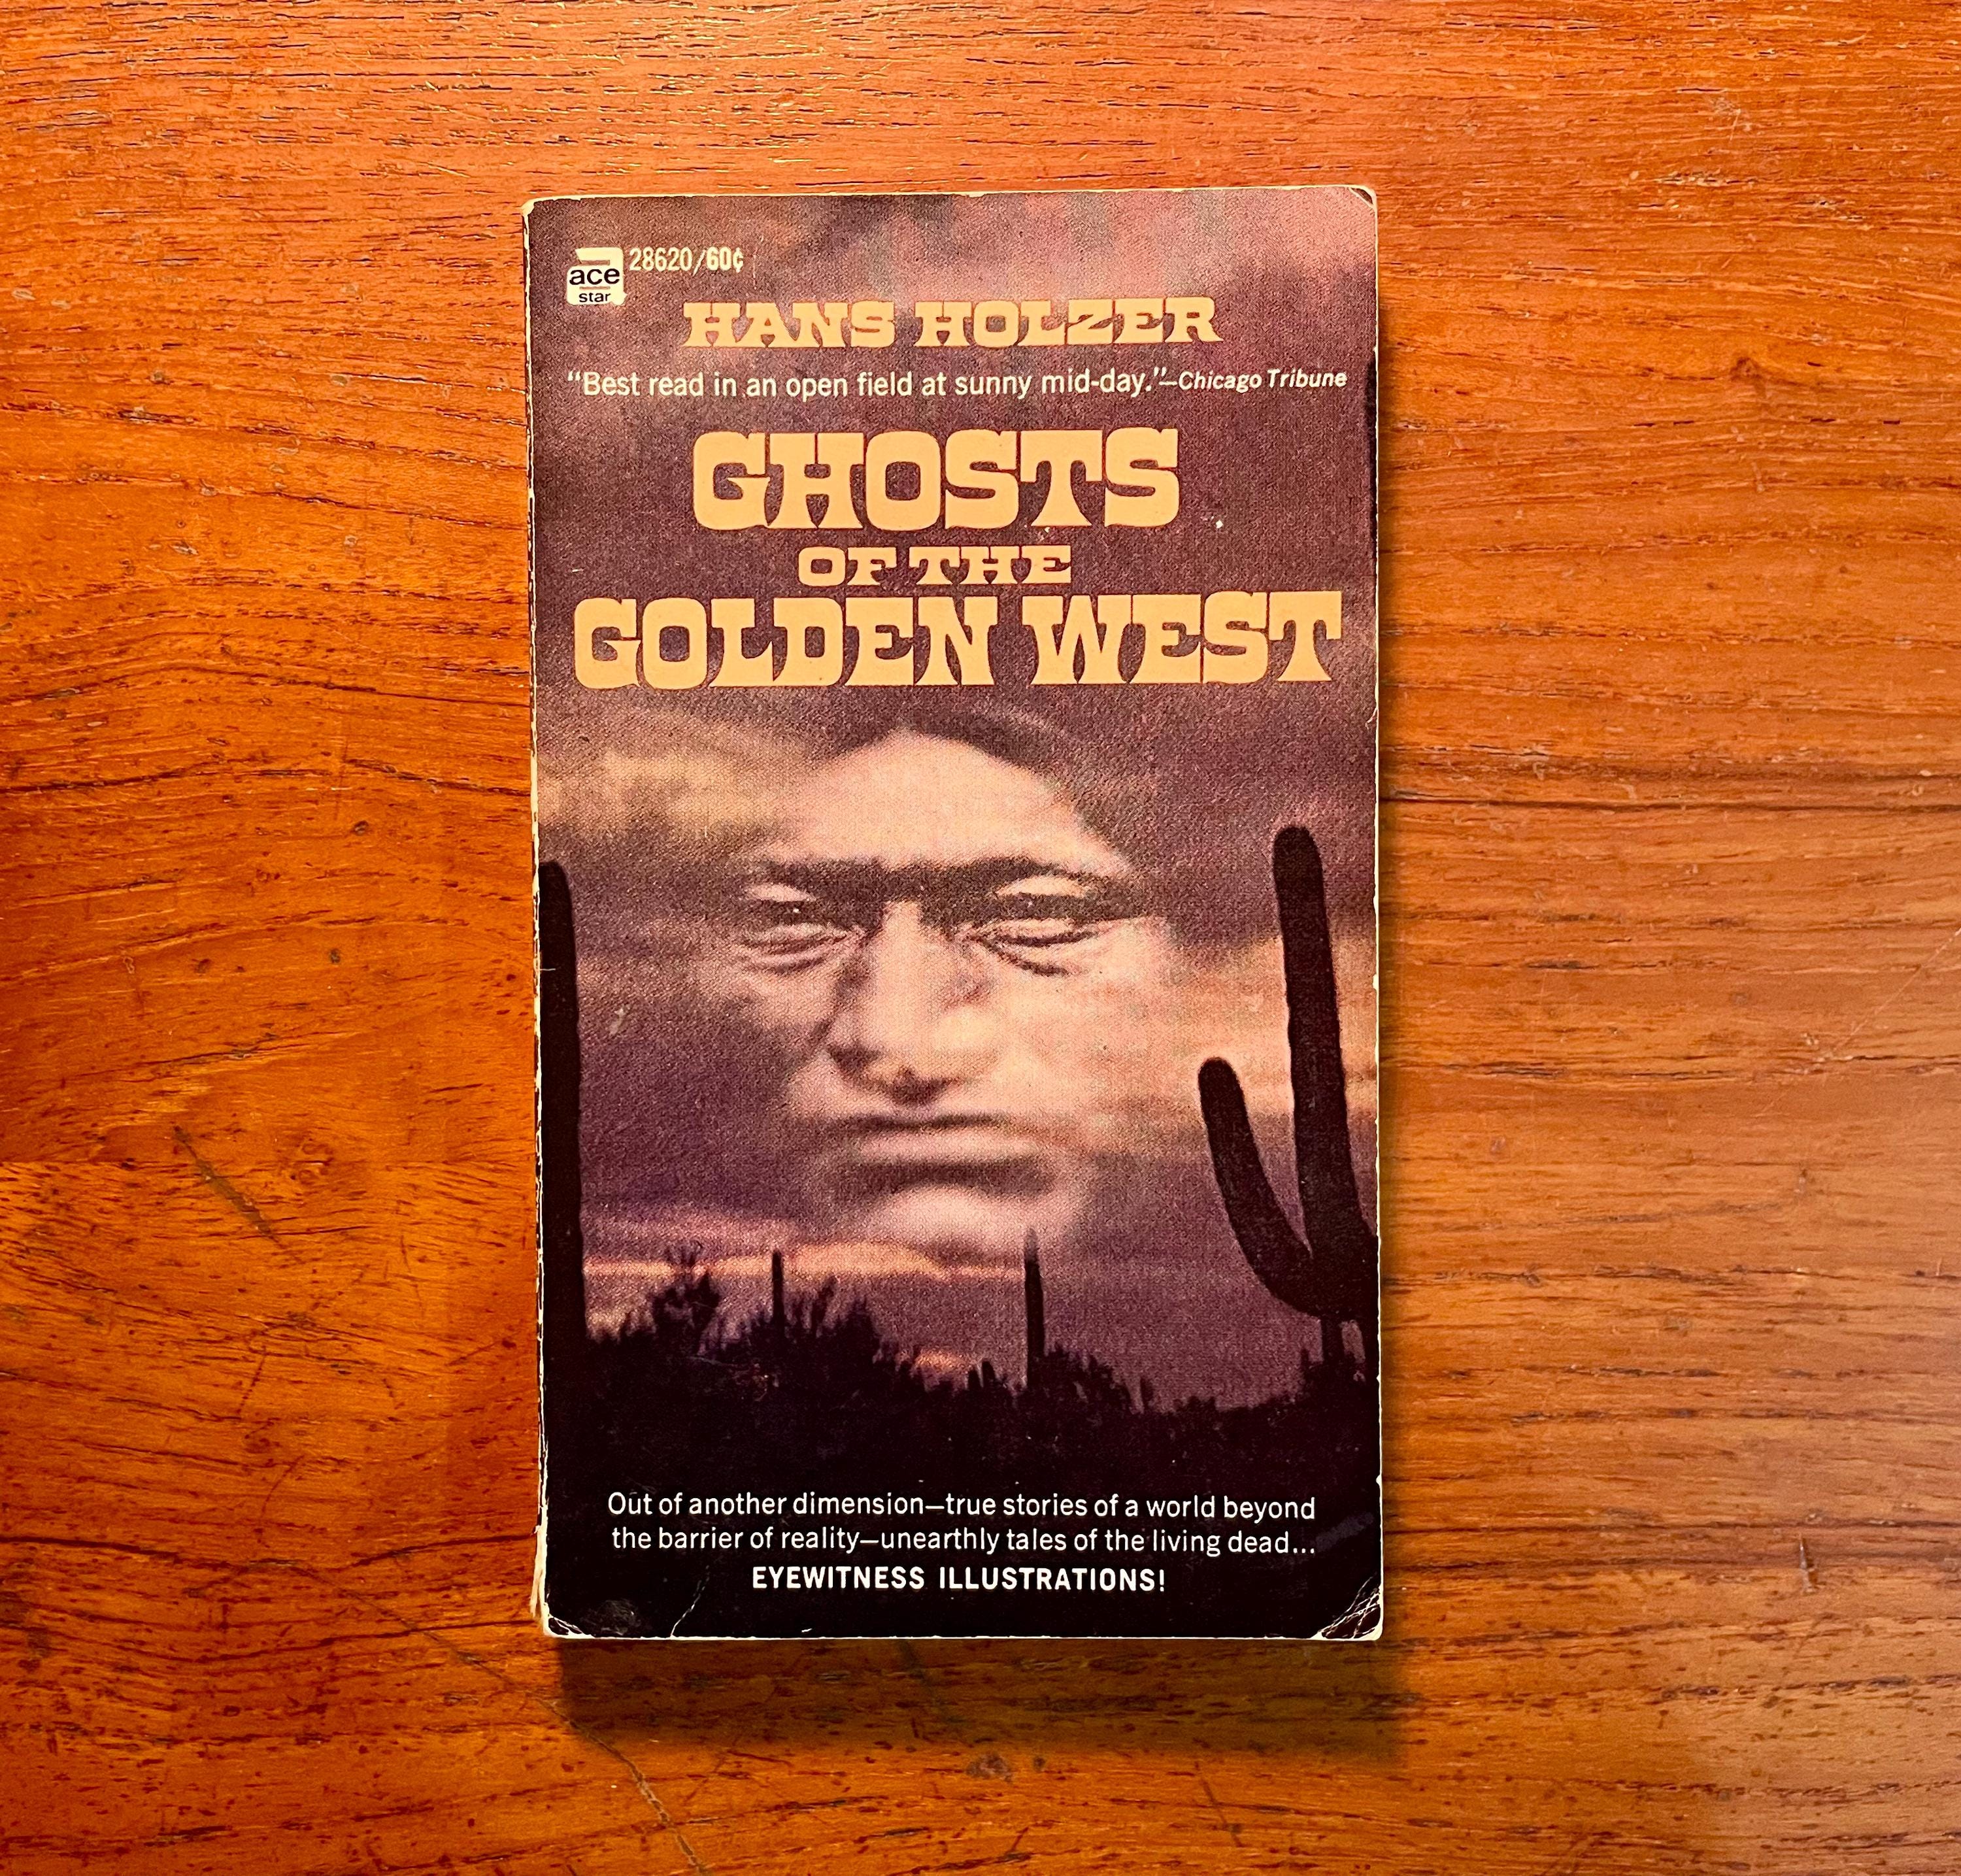 ace
star
28620/60¢
HANS HOLZER
“Best read in an open field at sunny mid-day.”—Chicago Tribune
GHOSTS
OF THE
GOLDEN WEST
Out of another dimension—true stories of a world beyond
the barrier of reality—unearthly tales of the living dead...
EYEWITNESS ILLUSTRATIONS!